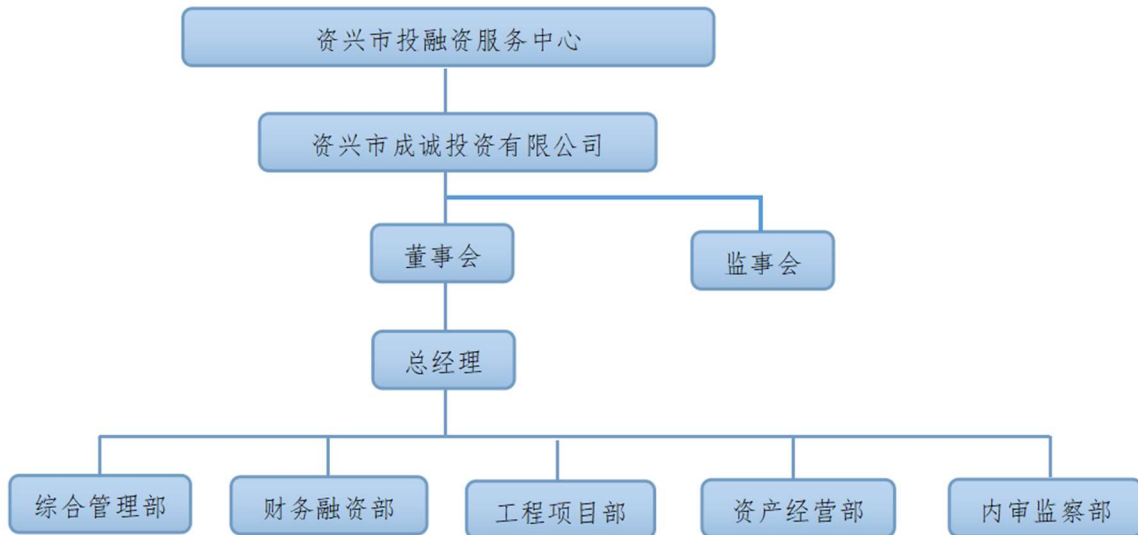 资兴市投融资服务中心
资兴市成诚投资有限公司
董事会
监事会
总经理
综合管理部
财务融资部
工程项目部
资产经营部
内审监察部